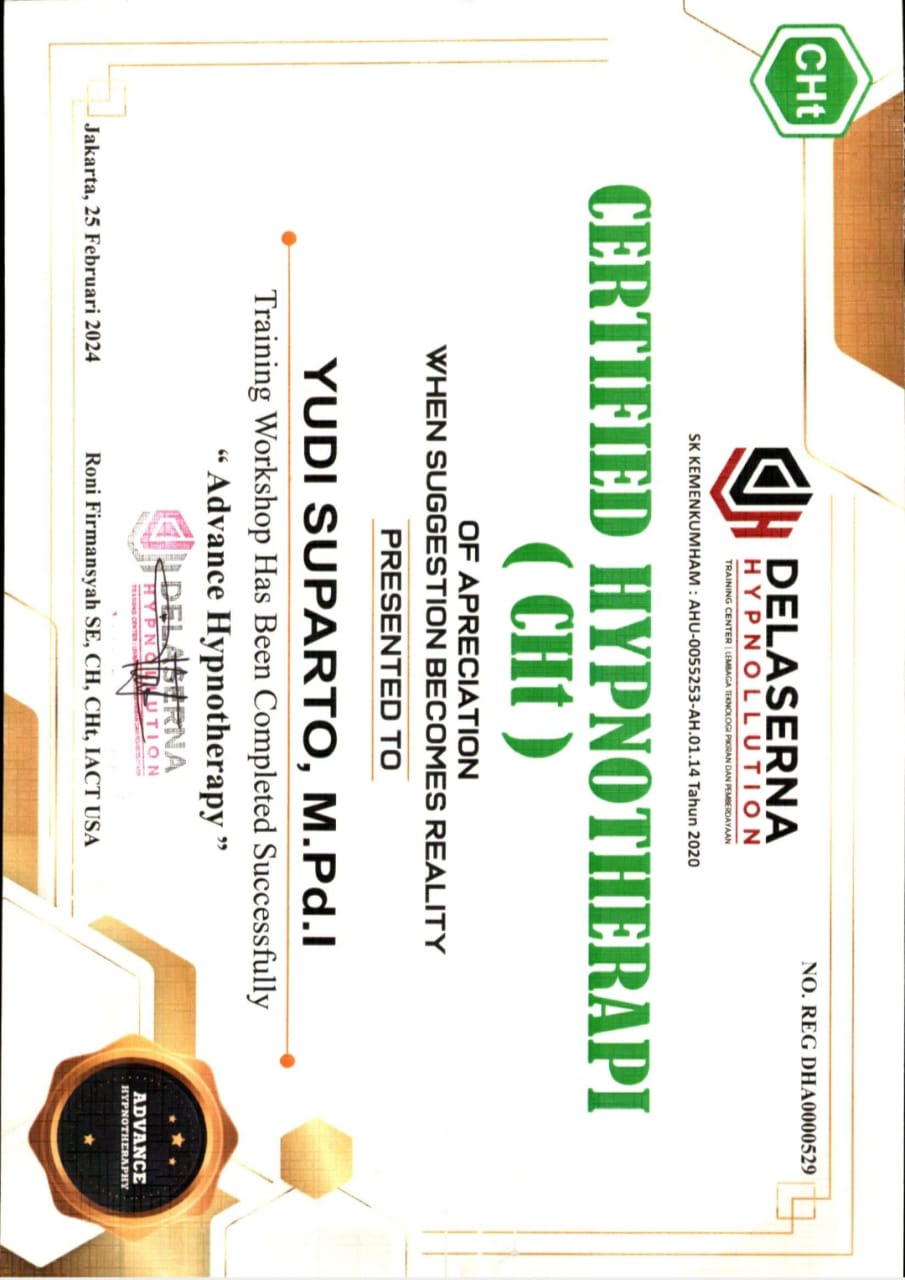 CHt
NO. REG DHA0000529
DELASERNA
HYPNOLLUTION
TRAINING CENTER | LEMBAGA TEKNOLOGI PIKIRAN DAN PEMBERDAYAAN
SK KEMENKUMHAM : AHU-0055253-AH.01.14 Tahun 2020
CERTIFIED HYPNOTHERAPI
( CHt )
OF APRECIATION
WHEN SUGGESTION BECOMES REALITY
PRESENTED TO
YUDI SUPARTO, M.Pd.I
Training Workshop Has Been Completed Successfully
“ Advance Hypnotherapy ”
DELASERNA
HYPNOLLUTION
TRAINING CENTER
Jakarta, 25 Februari 2024
Roni Firmansyah SE, CH, CHt, IACT USA
ADVANCE
HYPNOTHERAPHY